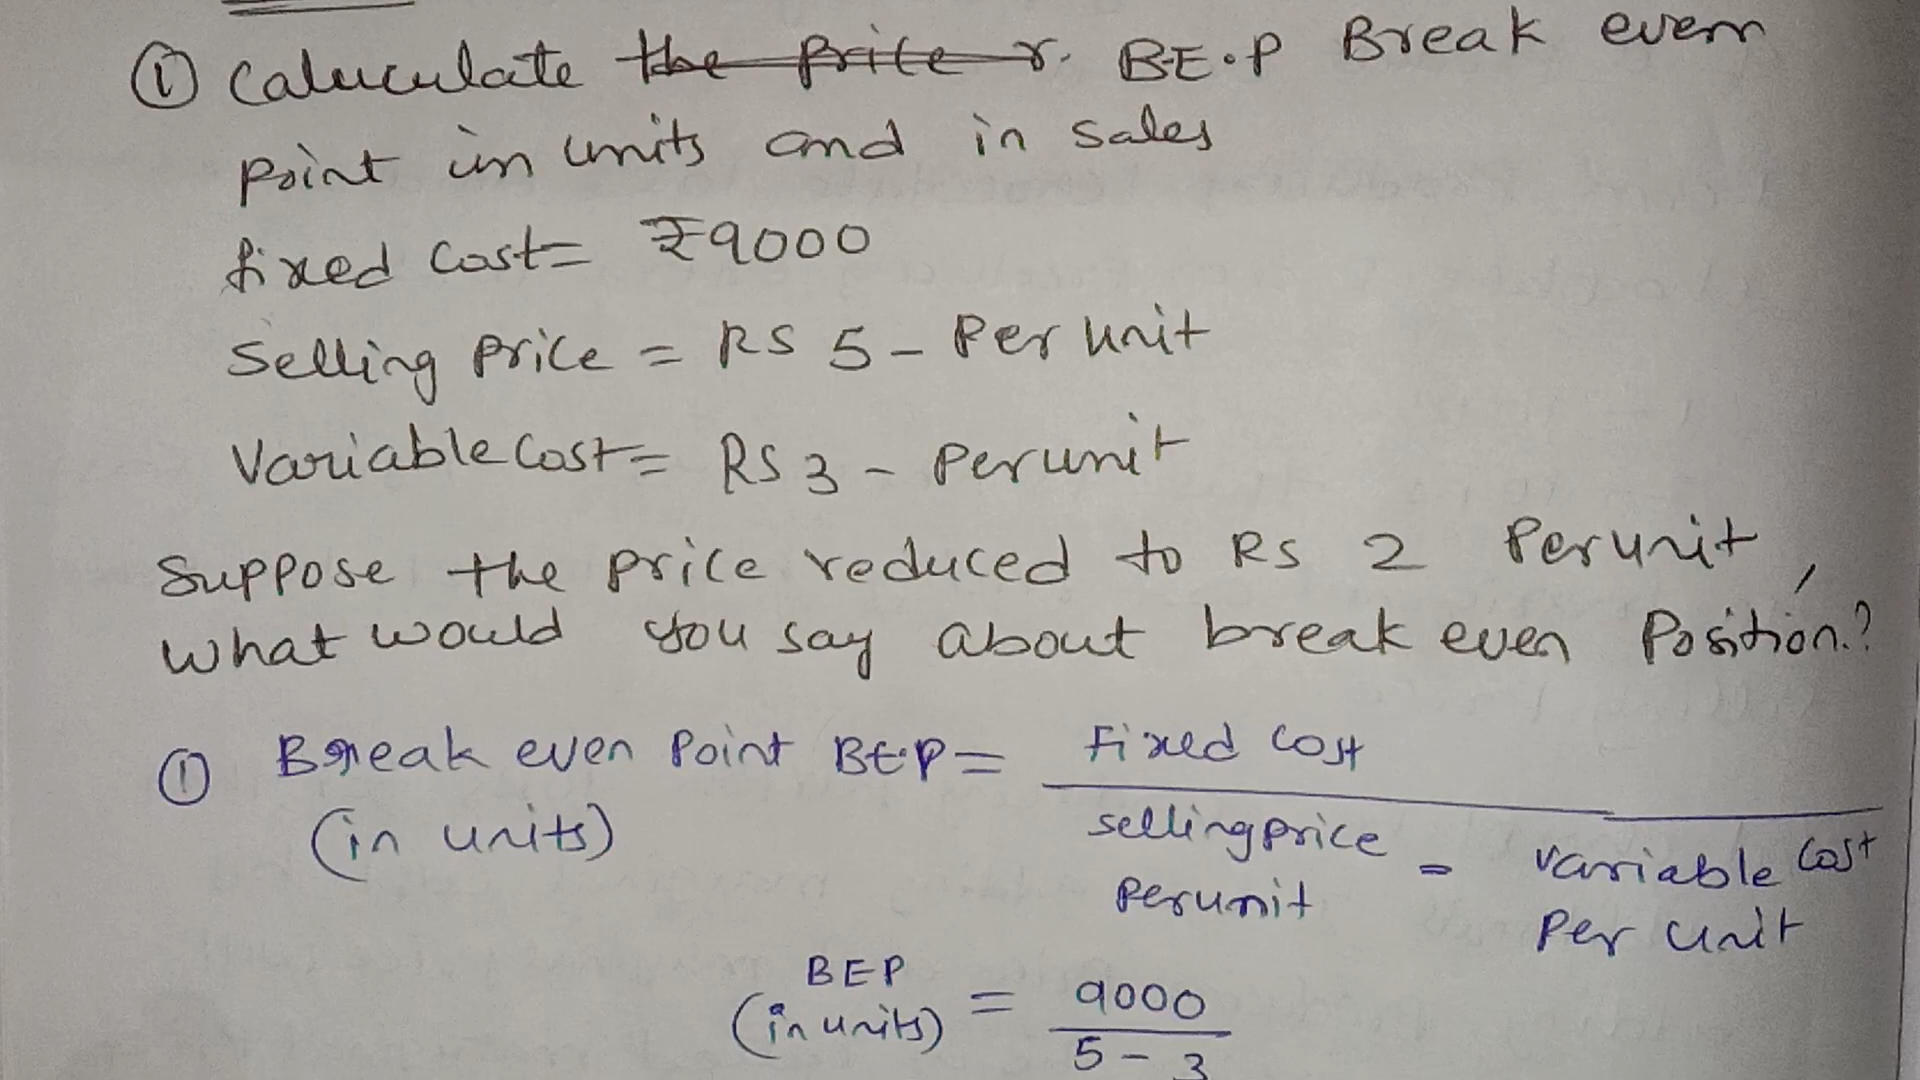 ① Caluculate the price r. B.E.P Break even
point in units and in sales
fixed cost = ₹9000
Selling price = RS 5 - Per Unit
Variable Cost = RS 3 - Per unit
Suppose the price reduced to RS 2 Per unit,
what would you say about break even Position.?
① Break even Point B.E.P = Fixed Cost
(in units)
selling price - variable cost
Per unit Per Unit
BEP
(in units) = 9000
5 - 3